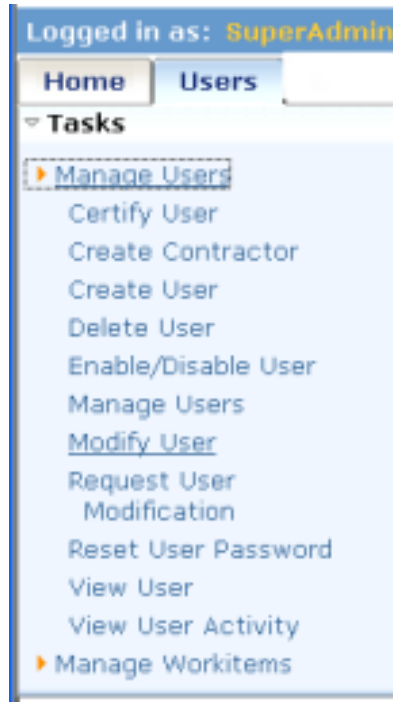 Logged in as: SuperAdmin
Home Users
Tasks
Manage Users
Certify User
Create Contractor
Create User
Delete User
Enable/Disable User
Manage Users
Modify User
Request User
Modification
Reset User Password
View User
View User Activity
Manage Workitems